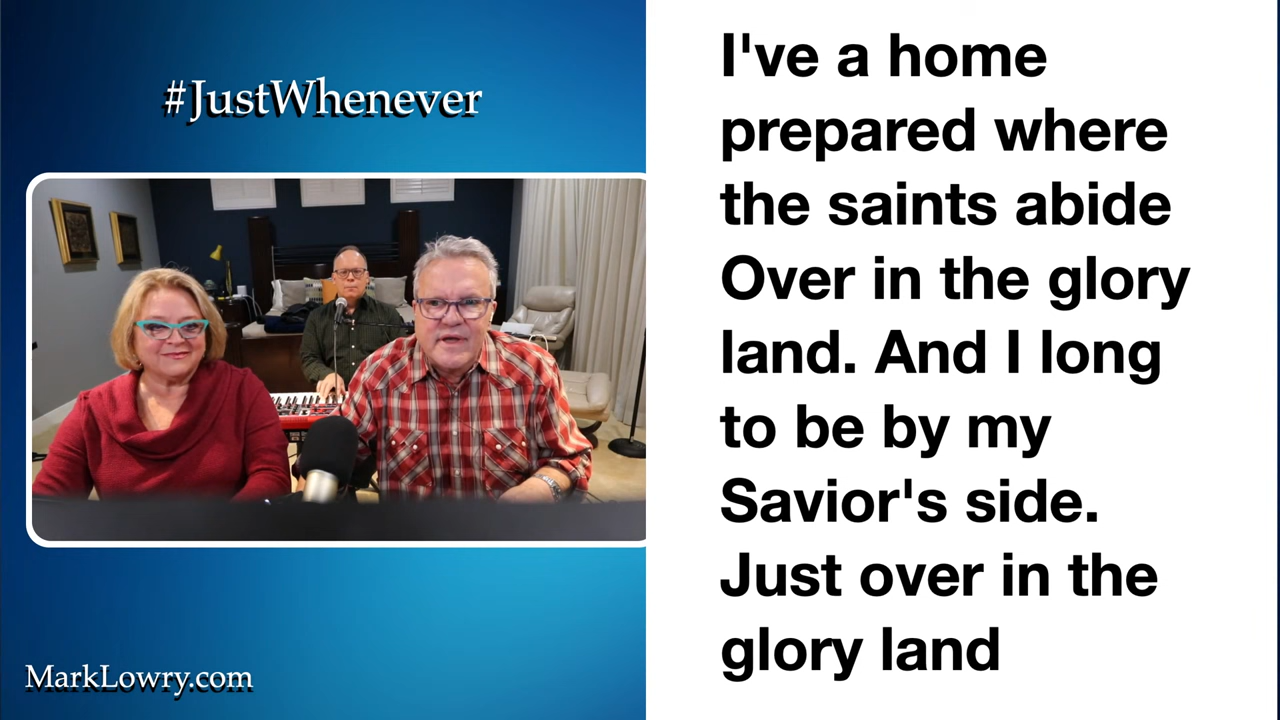 #JustWhenever
MarkLowry.com
I've a home
prepared where
the saints abide
Over in the glory
land. And I long
to be by my
Savior's side.
Just over in the
glory land